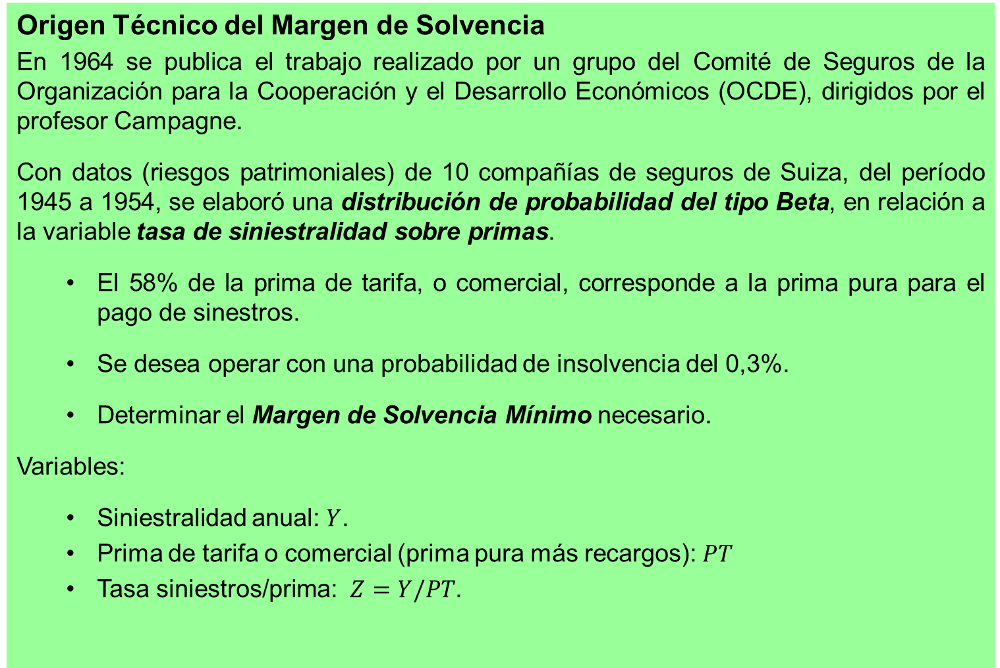 Origen Técnico del Margen de Solvencia
En 1964 se publica el trabajo realizado por un grupo del Comité de Seguros de la
Organización para la Cooperación y el Desarrollo Económicos (OCDE), dirigidos por el
profesor Campagne.
Con datos (riesgos patrimoniales) de 10 compañías de seguros de Suiza, del período
1945 a 1954, se elaboró una distribución de probabilidad del tipo Beta, en relación a
la variable tasa de siniestralidad sobre primas.
• El 58% de la prima de tarifa, o comercial, corresponde a la prima pura para el
pago de sinestros.
• Se desea operar con una probabilidad de insolvencia del 0,3%.
• Determinar el Margen de Solvencia Mínimo necesario.
Variables:
• Siniestralidad anual: Y.
• Prima de tarifa o comercial (prima pura más recargos): PT
• Tasa siniestros/prima: Z = Y/PT.